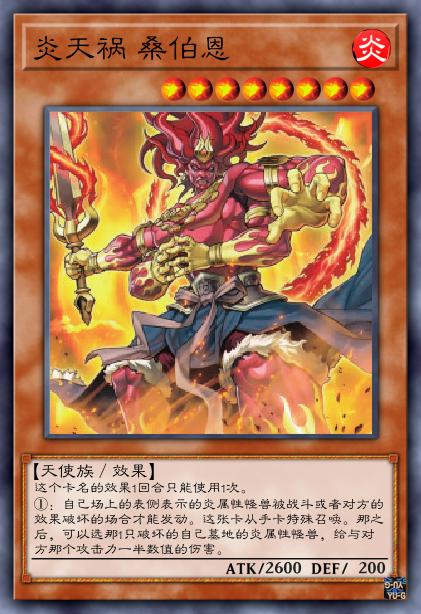 炎天祸 桑伯恩
炎
【天使族／效果】
这个卡名的效果1回合只能使用1次。
①：自己场上的表侧表示的炎属性怪兽被战斗或者对方的
效果破坏的场合才能发动。这张卡从手卡特殊召唤。那之
后，可以选那1只破坏的自己墓地的炎属性怪兽，给与对
方那个攻击力一半数值的伤害。
ATK/2600 DEF/ 200